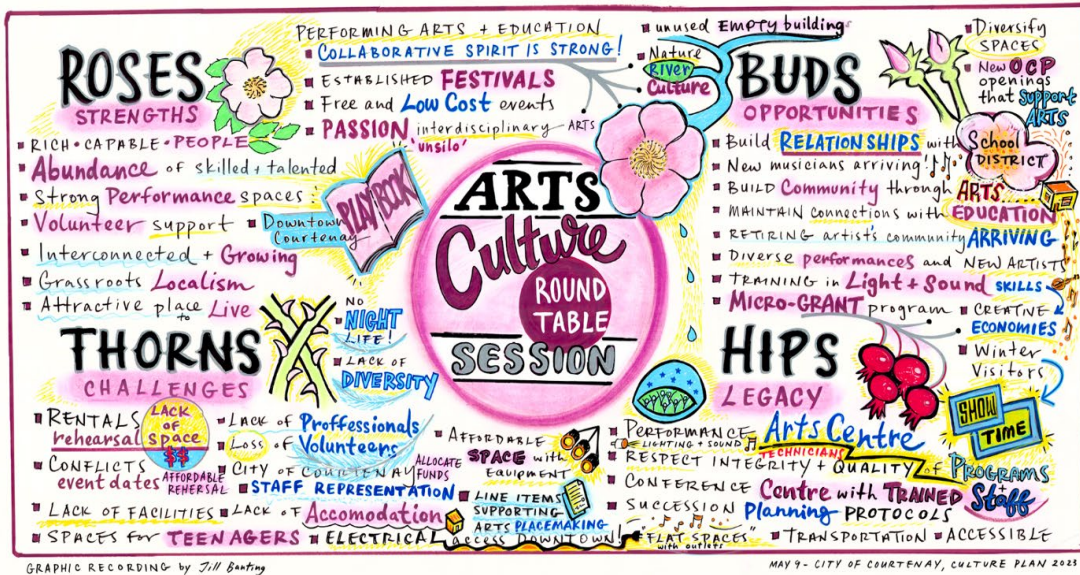 ROSES
STRENGTHS
RICH • CAPABLE • PEOPLE
Abundance of skilled + talented
Strong Performance spaces:
Volunteer support
Downtown
Courtenay
PLAYBOOK
Interconnected + Growing
Grassroots Localism
Attractive place to Live
PERFORMING ARTS + EDUCATION
COLLABORATIVE SPIRIT IS STRONG!
ESTABLISHED FESTIVALS
Free and Low Cost events
PASSION interdisciplinary ARTS
'unsilo'
ARTS
Culture
ROUND
TABLE
SESSION
BUDS
OPPORTUNITIES
unused Empty buildings
Nature
River
Culture
Diversify
SPACES
New OCP
openings
that Support
ARTS
Build RELATIONSHIPS with
School
DISTRICT
New musicians arriving
BUILD Community through ARTS...
MAINTAIN connections with EDUCATION
RETIRING artist's community ARRIVING
Diverse performances and NEW ARTISTS
TRAINING in Light + Sound SKILLS
MICRO-GRANT program
CREATIVE
ECONOMIES
Winter
Visitors
THORNS
CHALLENGES
NO
NIGHT
LIFE!
LACK OF
DIVERSITY
RENTALS
rehearsal
LACK
OF
Space
$$
AFFORDABLE
REHERSAL
CONFLICTS
event dates
LACK OF FACILITIES
SPACES for TEENAGERS
Lack of Proffessionals
Loss of Volunteers
CITY OF COURTENAY
ALLOCATE
FUNDS
STAFF REPRESENTATION
LACK OF Accomodation
ELECTRICAL access DOWNTOWN!
AFFORDABLE
SPACE with
EQUIPMENT
LINE ITEMS
SUPPORTING
ARTS PLACEMAKING
HIPS
LEGACY
SHOW
TIME
PERFORMANCE Arts Centre
LIGHTING + SOUND
TECHNICIANS
RESPECT INTEGRITY + QUALITY of PROGRAMS
+
Staff
CONFERENCE Centre with TRAINED
SUCCESSION Planning PROTOCOLS
"FLAT SPACES"
with outlets
TRANSPORTATION
ACCESSIBLE
GRAPHIC RECORDING by Jill Banting
MAY 9 - CITY OF COURTENAY, CULTURE PLAN 2023